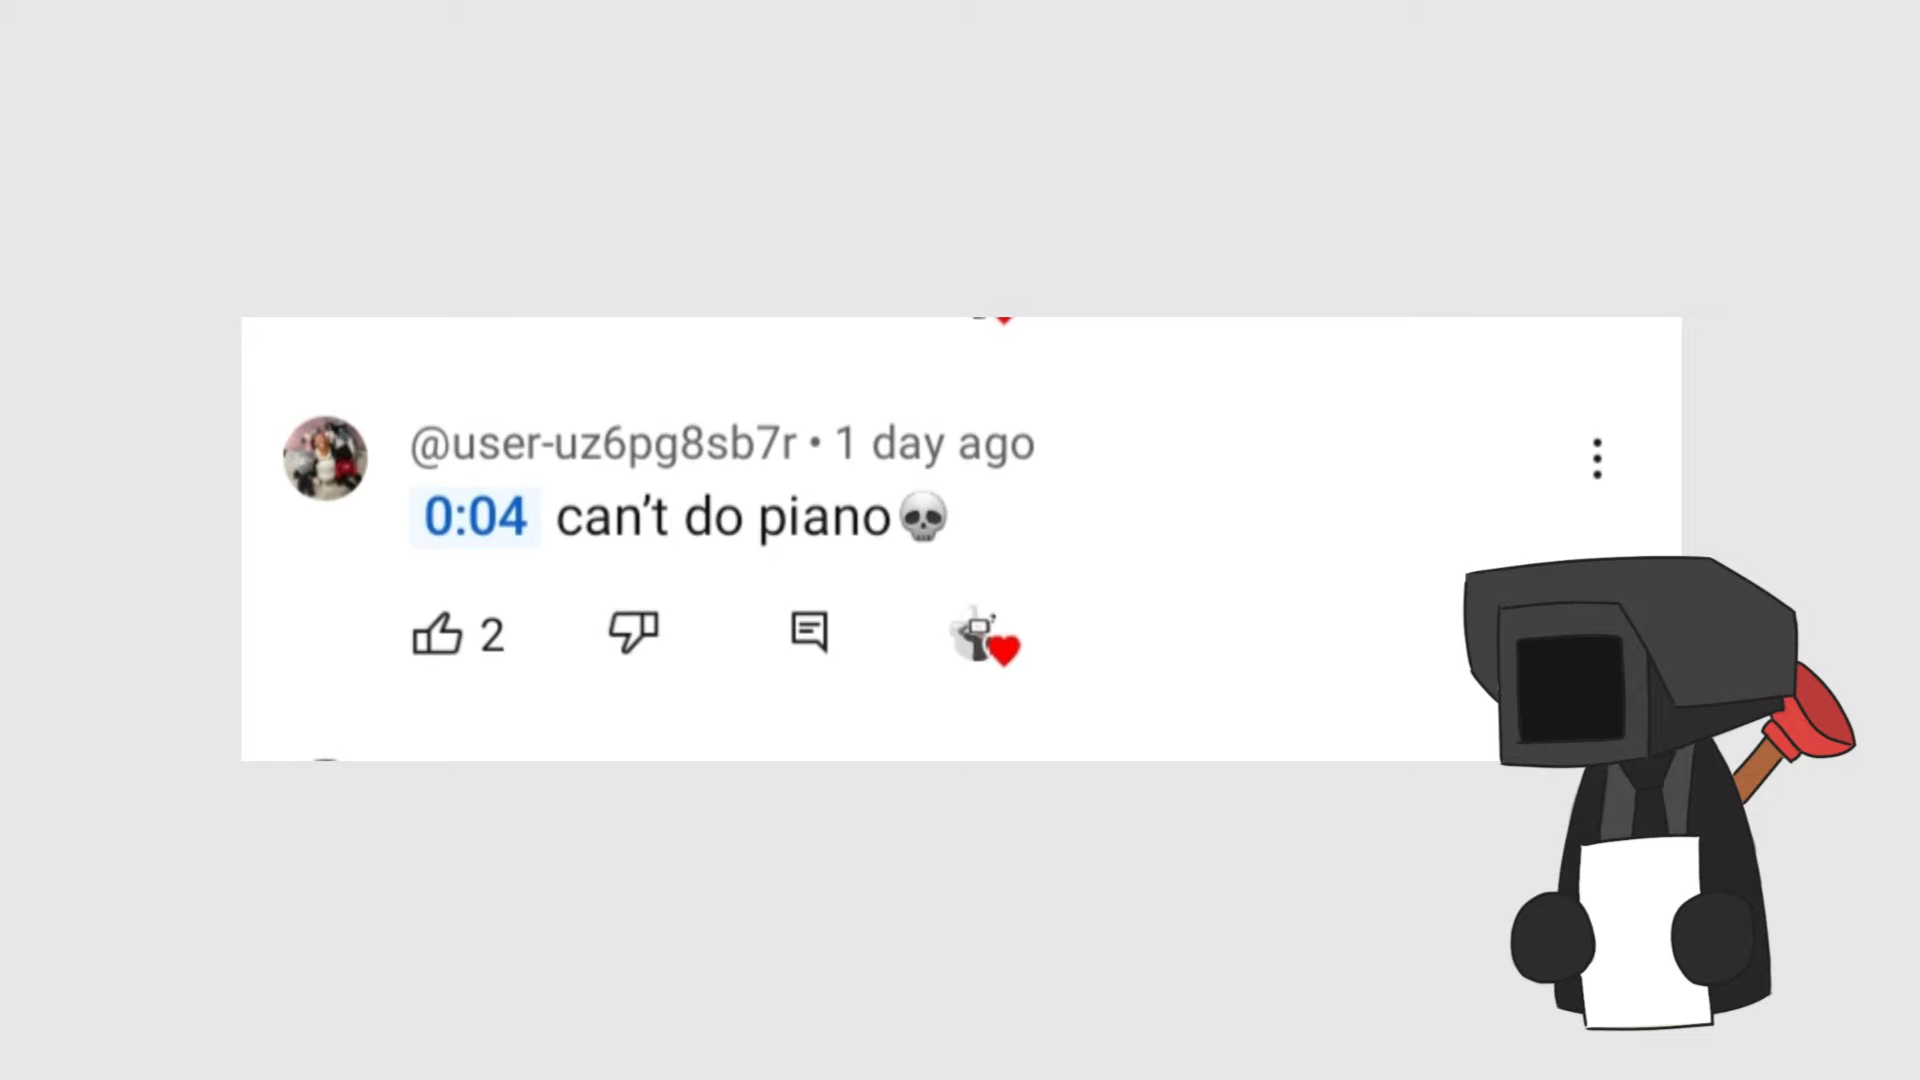 @user-uz6pg8sb7r • 1 day ago
0:04 can’t do piano💀
2